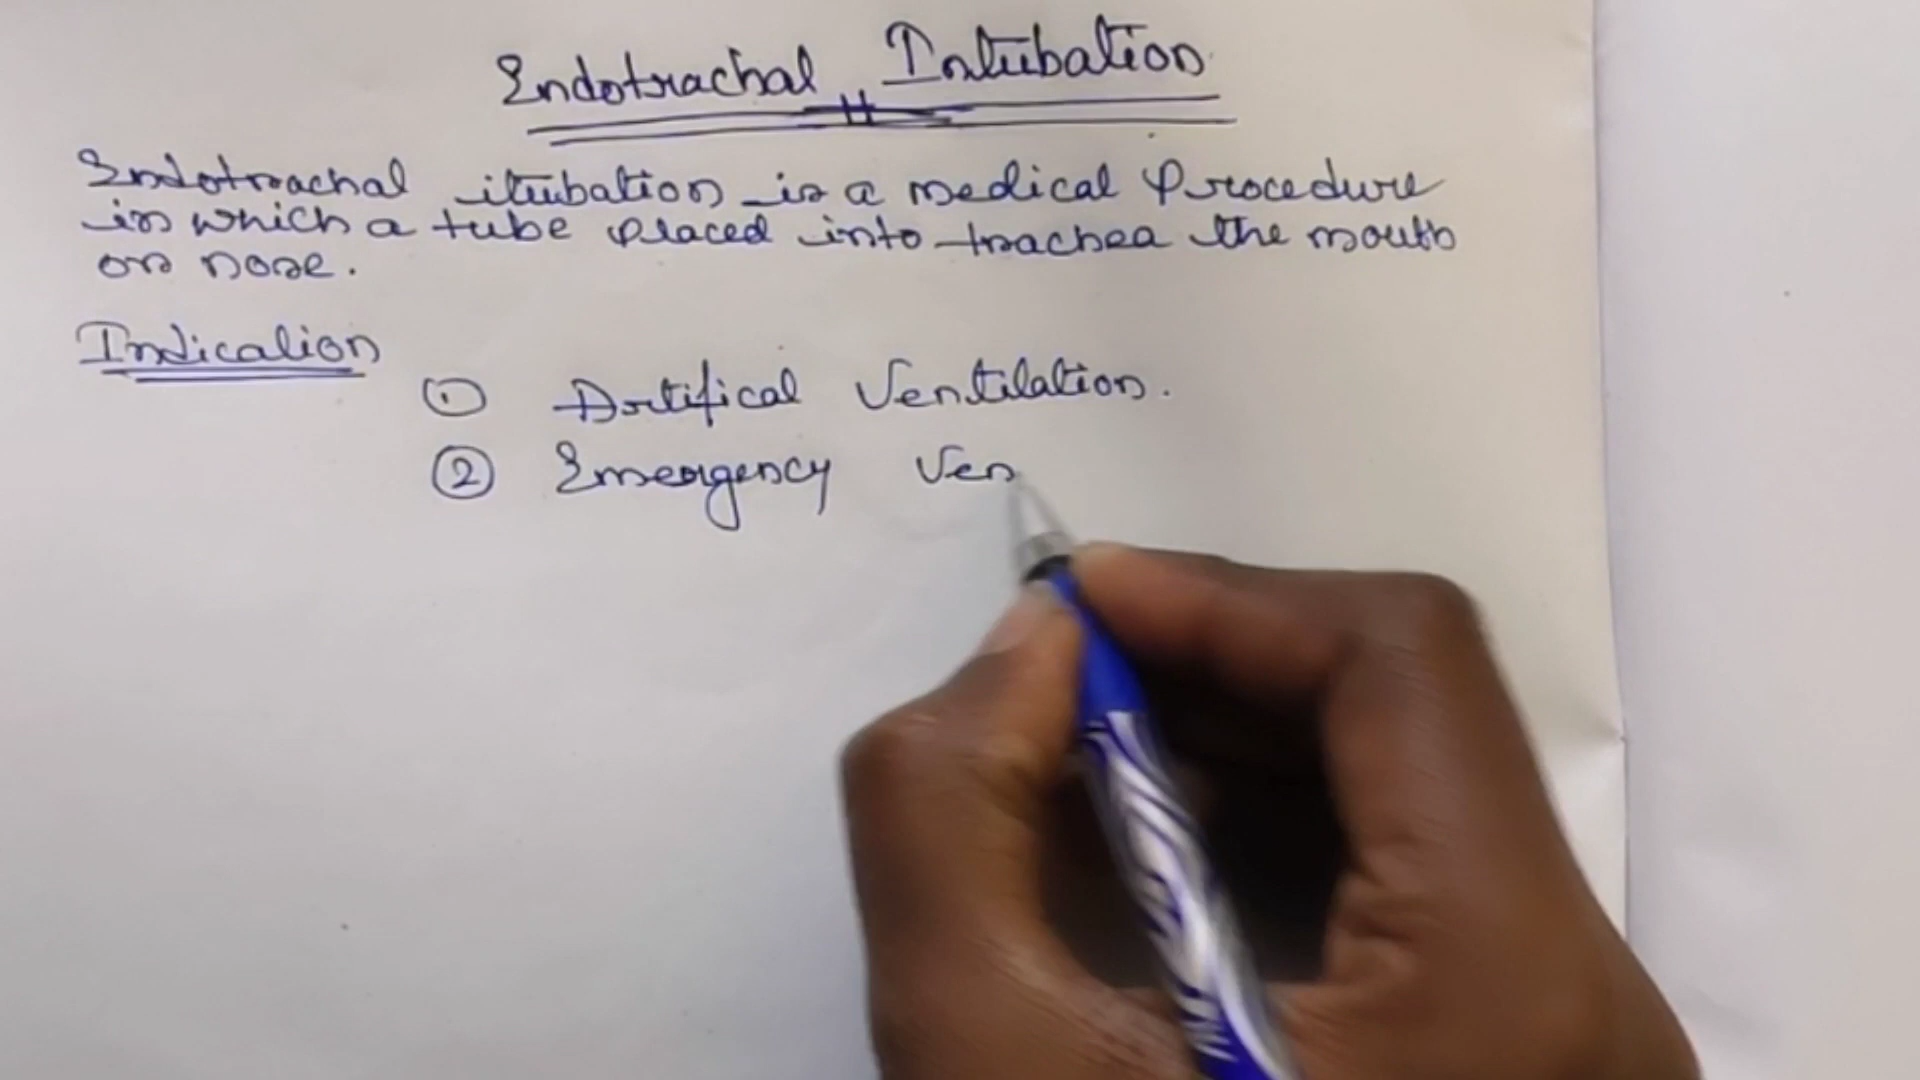 Endotrachal Intubation
Endotrachal itubation is a medical Procedure
in which a tube placed into trachea the mouth
or nose.
Indication
① Artifical Ventilation.
② Emergency Ven